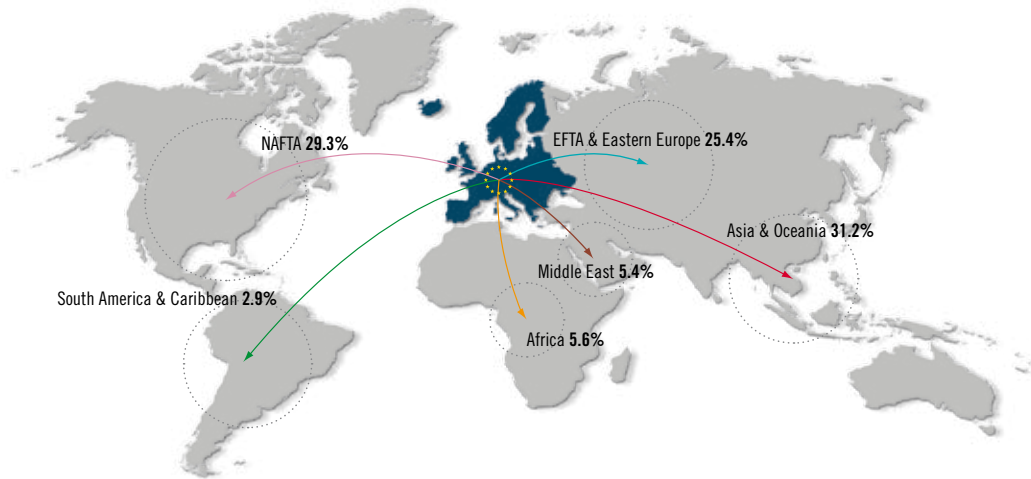 NAFTA 29.3%
EFTA & Eastern Europe 25.4%
Asia & Oceania 31.2%
Middle East 5.4%
South America & Caribbean 2.9%
Africa 5.6%